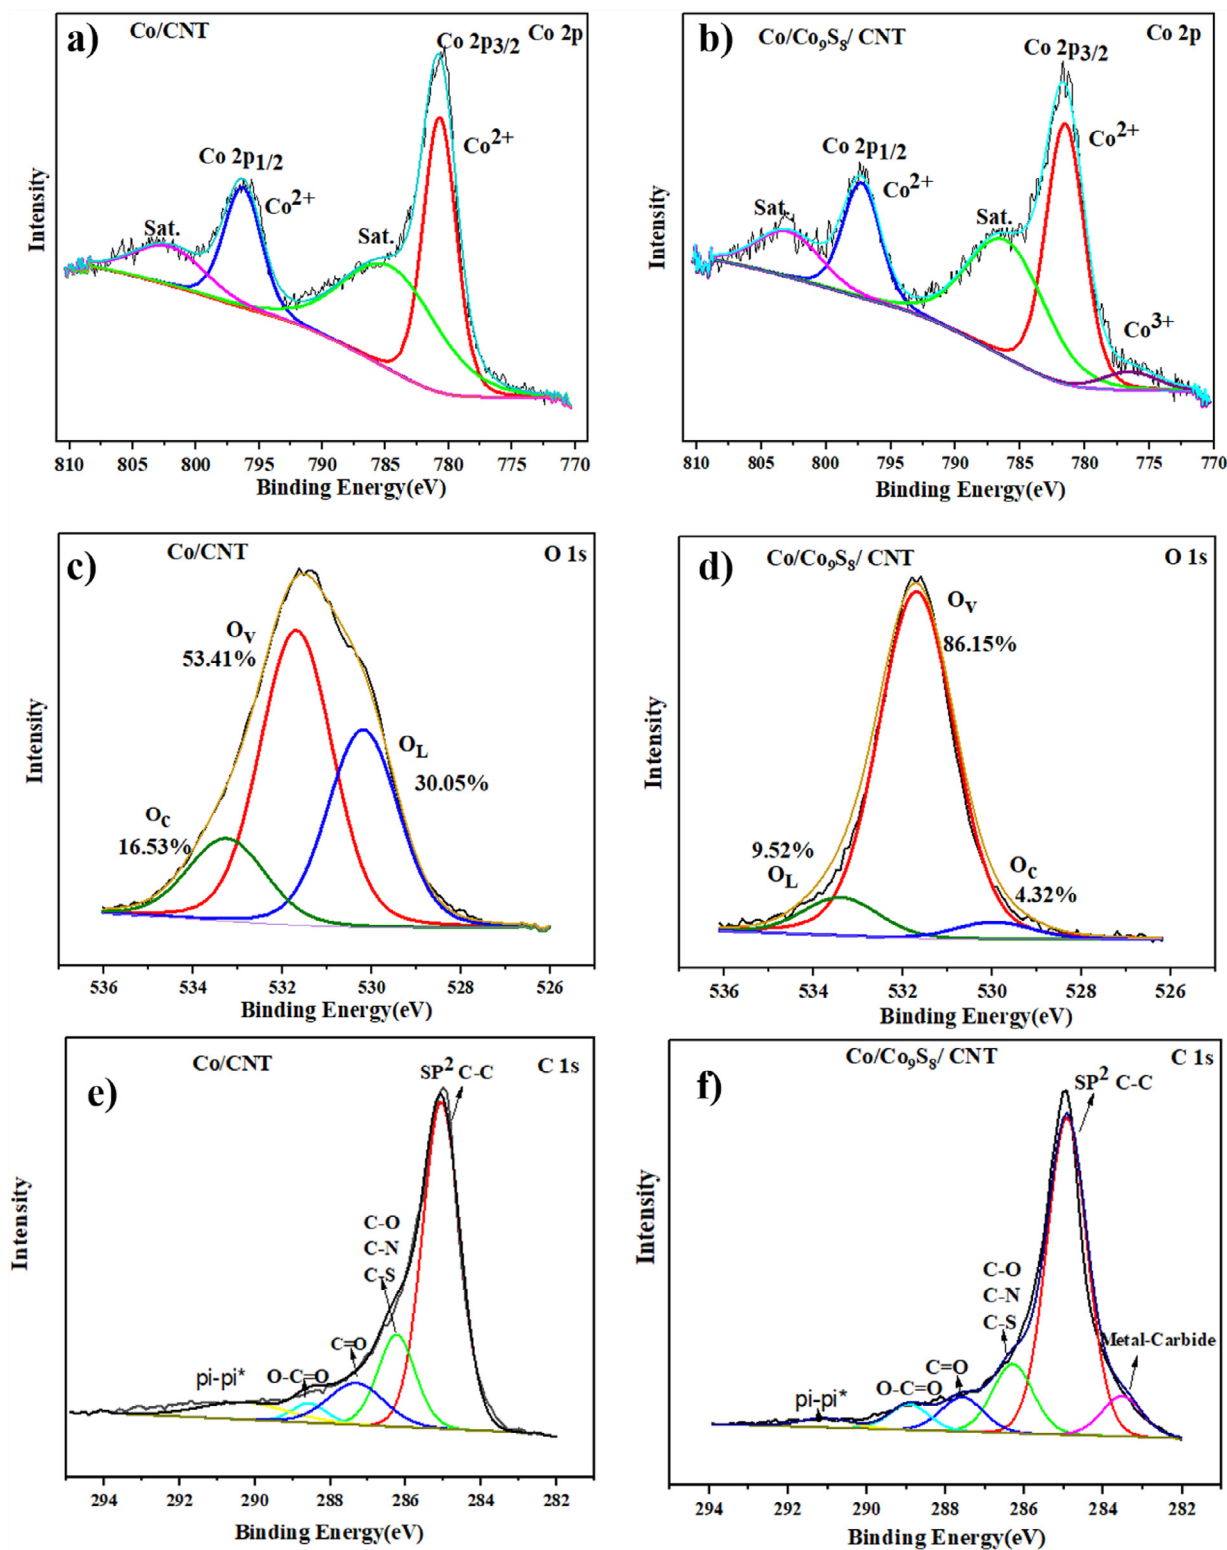 a)
Co/CNT
Co 2p3/2
Co 2p
Co2+
Co 2p1/2
Co2+
Sat.
Sat.
Intensity
810 805 800 795 790 785 780 775 770
Binding Energy(eV)
b)
Co/Co9S8/ CNT
Co 2p
Co 2p3/2
Co2+
Co 2p1/2
Co2+
Sat.
Sat.
Co3+
Intensity
810 805 800 795 790 785 780 775 770
Binding Energy(eV)
c)
Co/CNT
O 1s
OV
53.41%
OL
30.05%
OC
16.53%
Intensity
536 534 532 530 528 526
Binding Energy(eV)
d)
Co/Co9S8/ CNT
O 1s
OV
86.15%
9.52%
OL
OC
4.32%
Intensity
536 534 532 530 528 526
Binding Energy(eV)
e)
Co/CNT
C 1s
SP2 C-C
C-O
C-N
C-S
C=O
O-C=O
pi-pi*
Intensity
294 292 290 288 286 284 282
Binding Energy(eV)
f)
Co/Co9S8/ CNT
C 1s
SP2 C-C
C-O
C-N
C-S
Metal-Carbide
C=O
O-C=O
pi-pi*
Intensity
294 292 290 288 286 284 282
Binding Energy(eV)